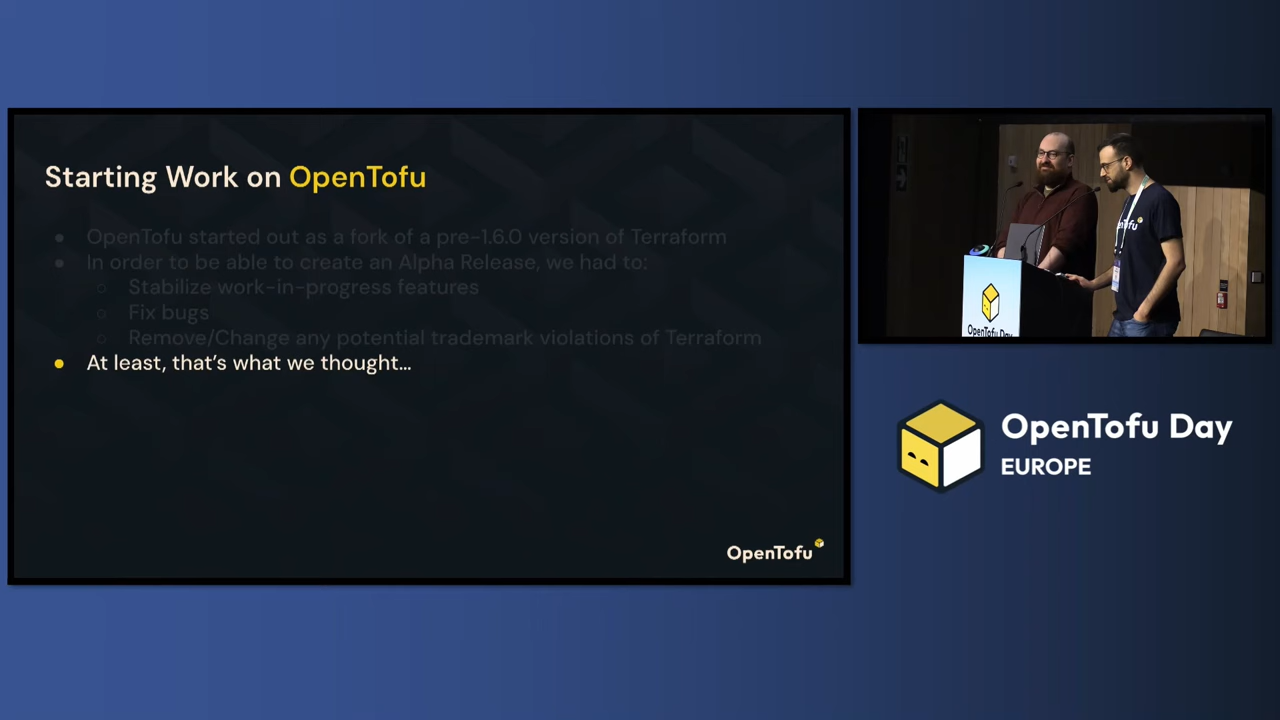 Starting Work on OpenTofu
● OpenTofu started out as a fork of a pre-1.6.0 version of Terraform
● In order to be able to create an Alpha Release, we had to:
○ Stabilize work-in-progress features
○ Fix bugs
○ Remove/Change any potential trademark violations of Terraform
● At least, that's what we thought...
OpenTofu
OpenTofu Day
OpenTofu Day
EUROPE